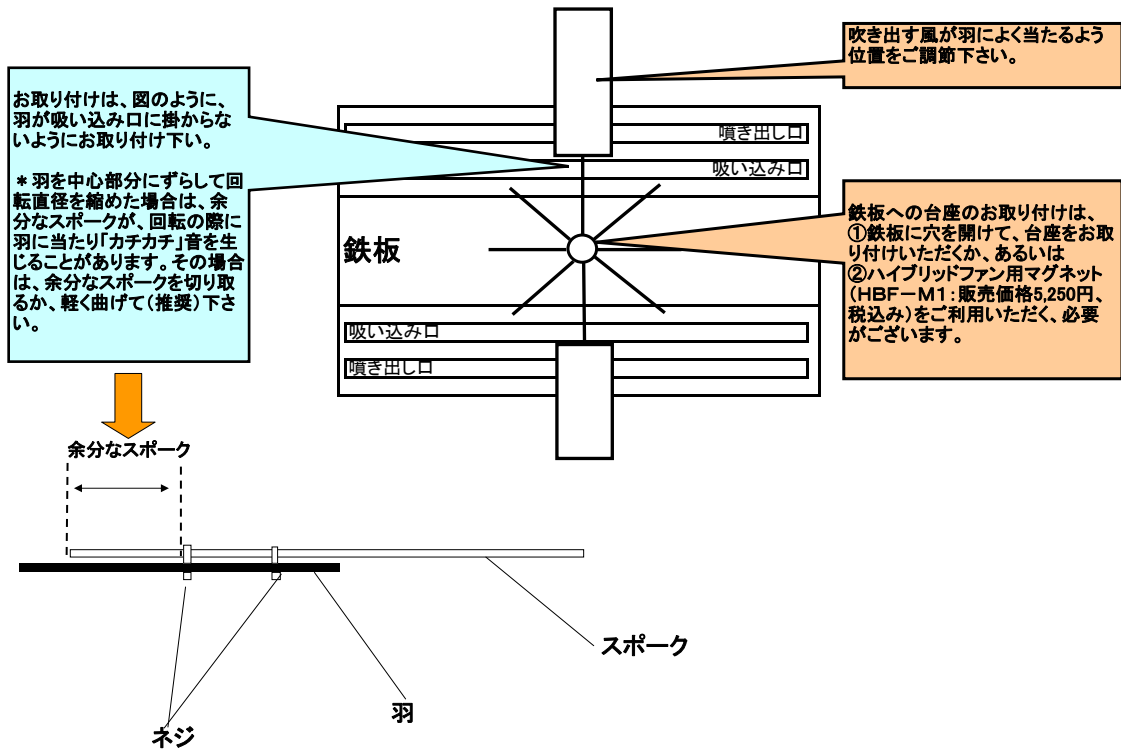 吹き出す風が羽によく当たるよう
位置をご調節下さい。
お取り付けは、図のように、
羽が吸い込み口に掛からな
いようにお取り付け下い。
＊羽を中心部分にずらして回
転直径を縮めた場合は、余
分なスポークが、回転の際に
羽に当たり「カチカチ」音を生
じることがあります。その場合
は、余分なスポークを切り取
るか、軽く曲げて（推奨）下さ
い。
噴き出し口
吸い込み口
鉄板
吸い込み口
噴き出し口
鉄板への台座のお取り付けは、
①鉄板に穴を開けて、台座をお取
り付けいただくか、あるいは
②ハイブリッドファン用マグネット
（HBF－M1：販売価格5,250円、
税込み）をご利用いただく、必要
がございます。
余分なスポーク
スポーク
羽
ネジ